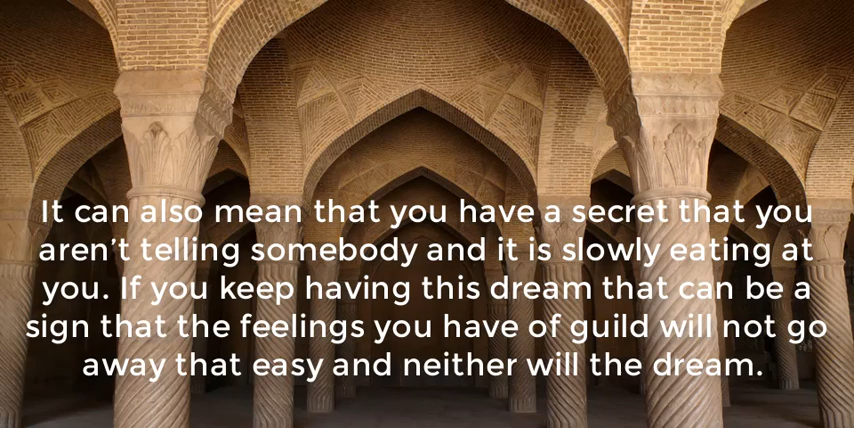 It can also mean that you have a secret that you
aren’t telling somebody and it is slowly eating at
you. If you keep having this dream that can be a
sign that the feelings you have of guild will not go
away that easy and neither will the dream.